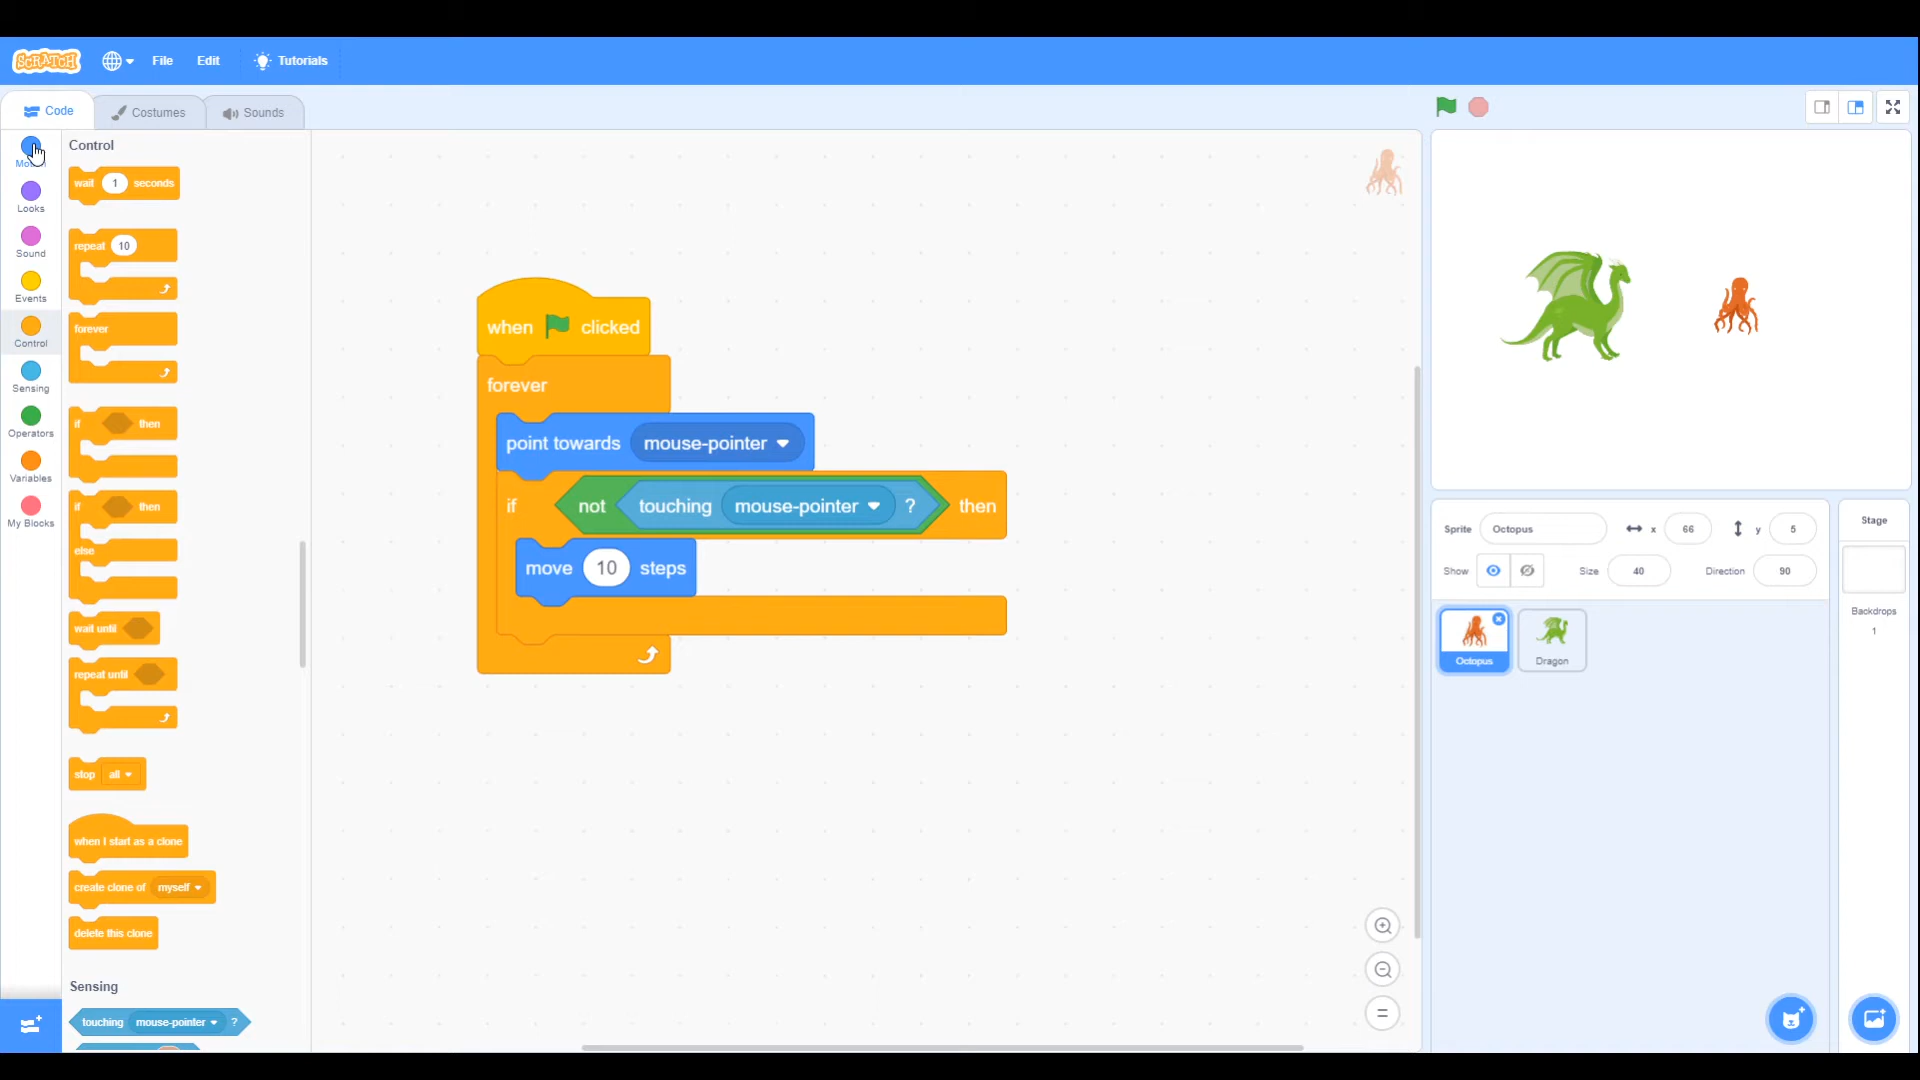 SCRATCH File Edit Tutorials
Code Costumes Sounds
Looks
Sound
Events
Control
Sensing
Operators
Variables
My Blocks
Control
wait 1 seconds
repeat 10
forever
if then
if then
else
wait until
repeat until
stop all
when I start as a clone
create clone of myself
delete this clone
Sensing
touching mouse-pointer ?
when clicked
forever
point towards mouse-pointer
if not touching mouse-pointer ? then
move 10 steps
Sprite Octopus x 66 y 5
Show Size 40 Direction 90
Octopus
Dragon
Stage
Backdrops
1